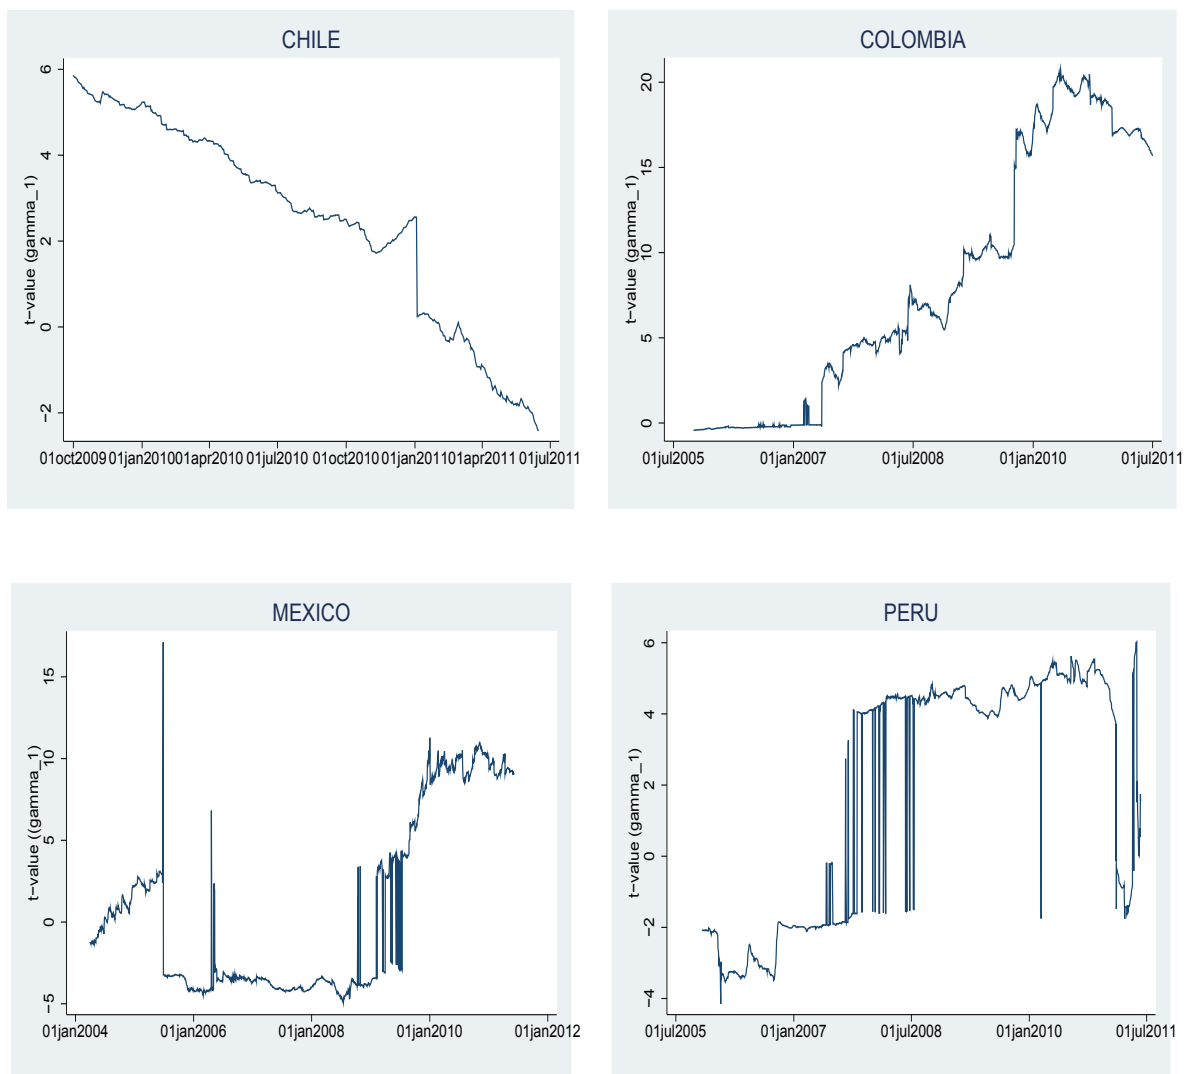 CHILE
t−value (gamma_1)
6
4
2
0
−2
01oct2009 01jan2010 01apr2010 01jul2010 01oct2010 01jan2011 01apr2011 01jul2011
COLOMBIA
t−value (gamma_1)
20
15
10
5
0
01jul2005 01jan2007 01jul2008 01jan2010 01jul2011
MEXICO
t−value ((gamma_1)
15
10
5
0
−5
01jan2004 01jan2006 01jan2008 01jan2010 01jan2012
PERU
t−value (gamma_1)
6
4
2
0
−2
−4
01jul2005 01jan2007 01jul2008 01jan2010 01jul2011